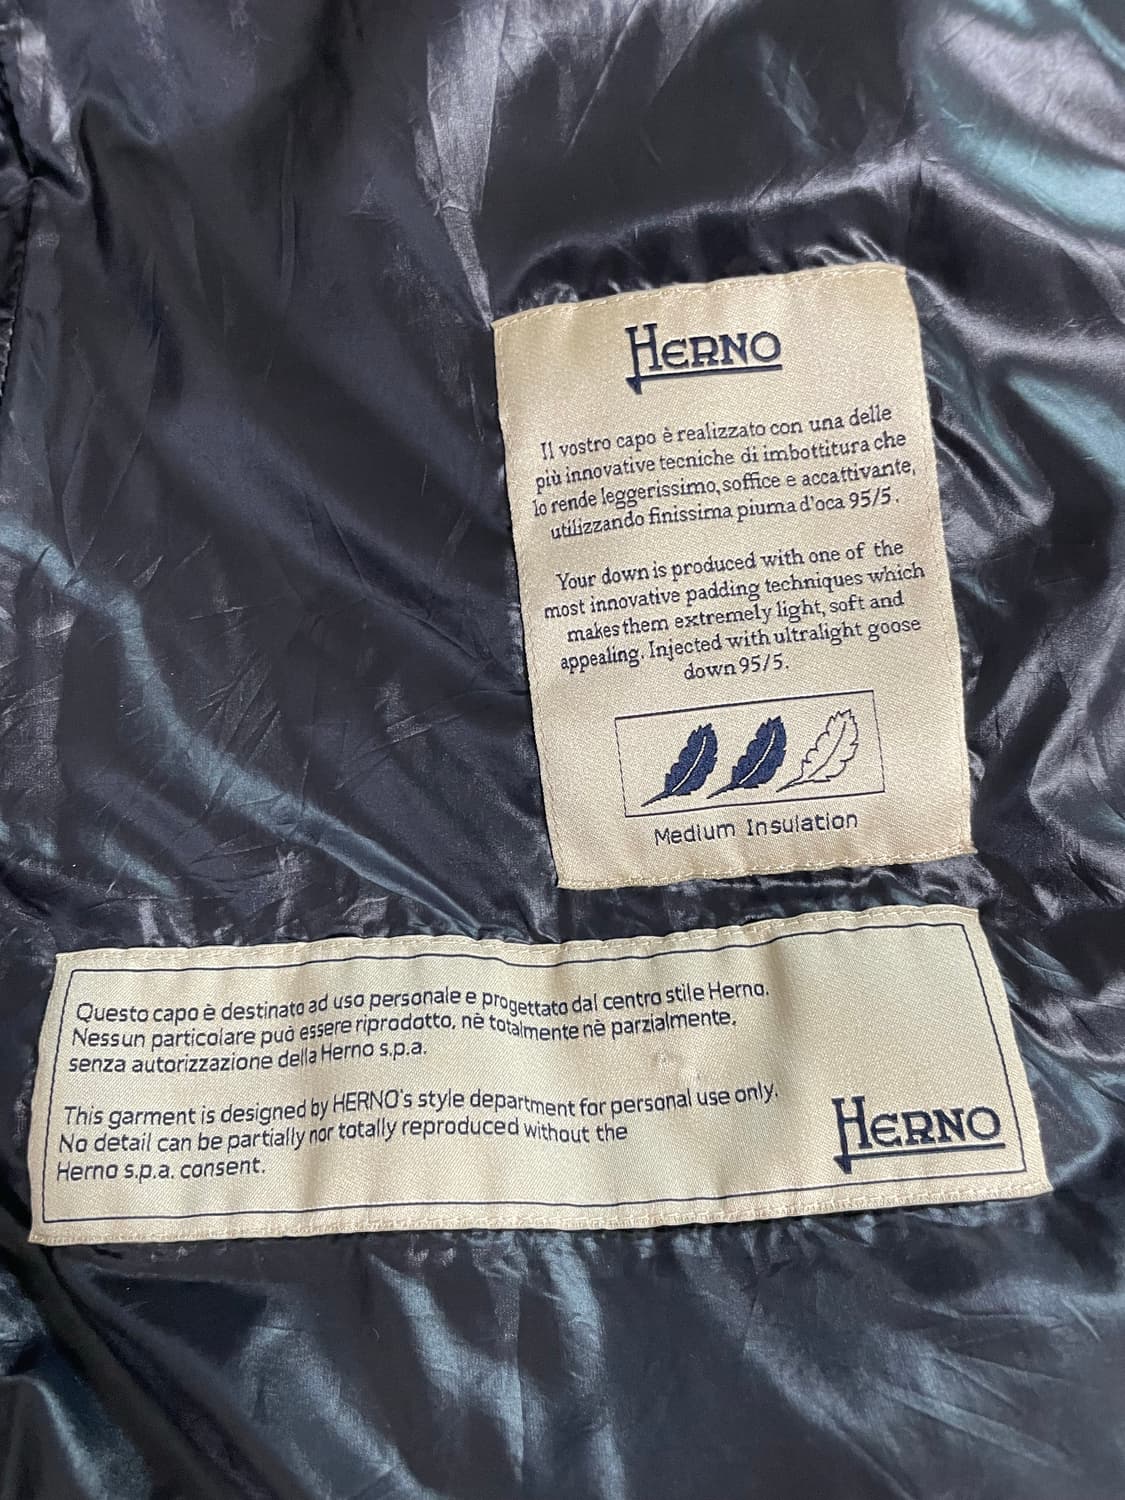 HERNO
Il vostro capo è realizzato con una delle
più innovative tecniche di imbottitura che
lo rende leggerissimo, soffice e accattivante,
utilizzando finissima piuma d'oca 95/5.
Your down is produced with one of the
most innovative padding techniques which
makes them extremely light, soft and
appealing. Injected with ultralight goose
down 95/5.
Medium Insulation
Questo capo è destinato ad uso personale e progettato dal centro stile Herno.
Nessun particolare può essere riprodotto, nè totalmente nè parzialmente,
senza autorizzazione della Herno s.p.a.
This garment is designed by HERNO's style department for personal use only.
No detail can be partially nor totally reproduced without the
Herno s.p.a. consent.
HERNO